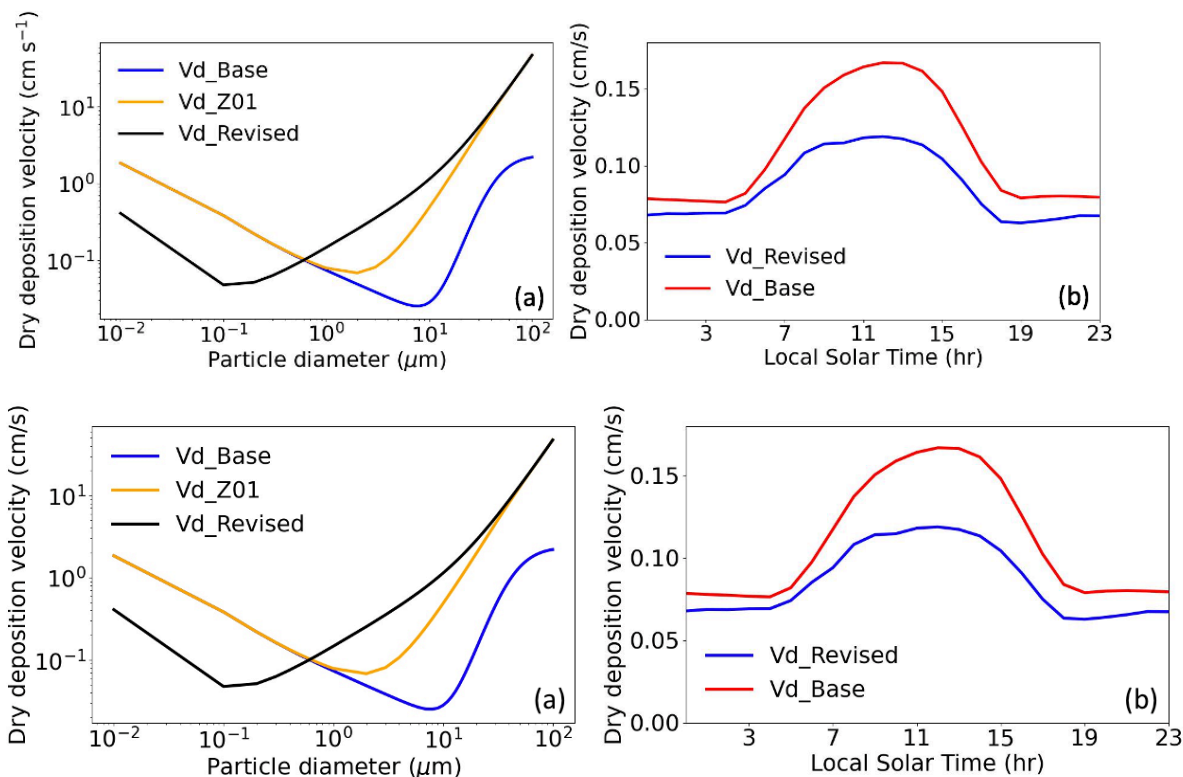 Dry deposition velocity (cm s⁻¹)
10¹
10⁰
10⁻¹
Vd_Base
Vd_Z01
Vd_Revised
(a)
10⁻² 10⁻¹ 10⁰ 10¹ 10²
Particle diameter (μm)
Dry deposition velocity (cm/s)
0.15
0.10
0.05
0.00
Vd_Revised
Vd_Base
(b)
3 7 11 15 19 23
Local Solar Time (hr)
Dry deposition velocity (cm/s)
10¹
10⁰
10⁻¹
Vd_Base
Vd_Z01
Vd_Revised
(a)
10⁻² 10⁻¹ 10⁰ 10¹ 10²
Particle diameter (μm)
Dry deposition velocity (cm/s)
0.15
0.10
0.05
0.00
Vd_Revised
Vd_Base
(b)
3 7 11 15 19 23
Local Solar Time (hr)